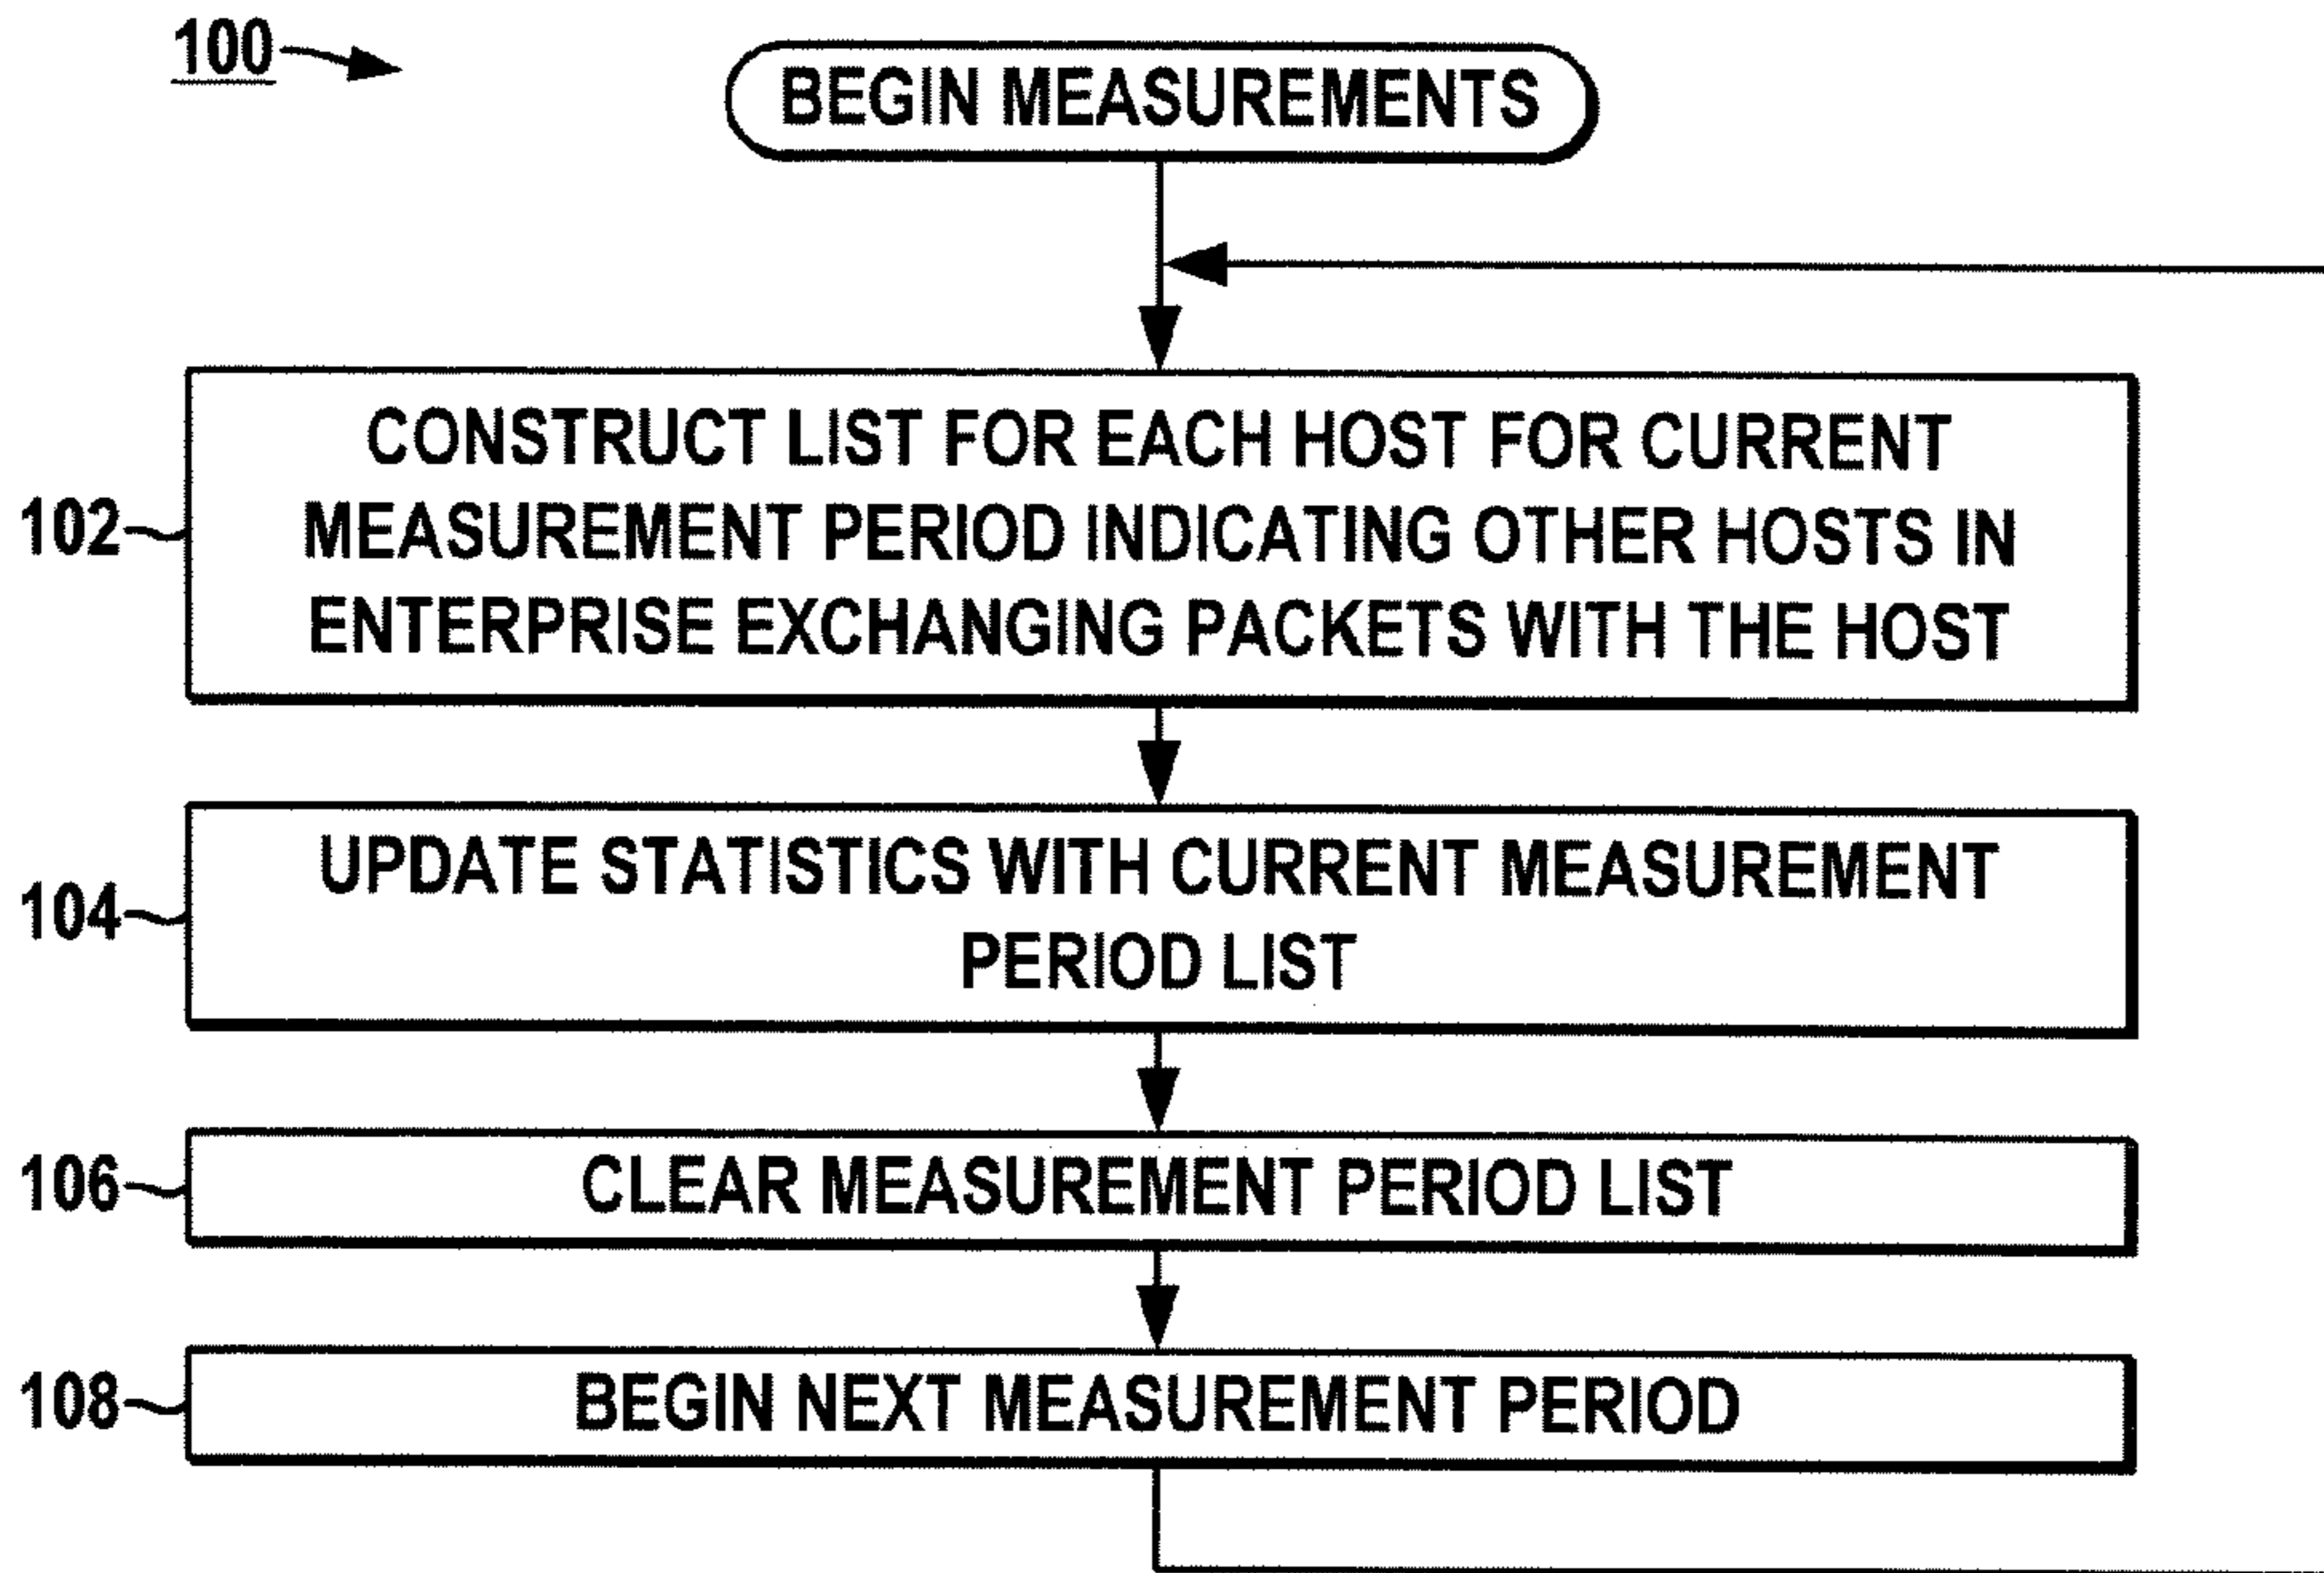 100
BEGIN MEASUREMENTS
CONSTRUCT LIST FOR EACH HOST FOR CURRENT
MEASUREMENT PERIOD INDICATING OTHER HOSTS IN
ENTERPRISE EXCHANGING PACKETS WITH THE HOST
102
UPDATE STATISTICS WITH CURRENT MEASUREMENT
PERIOD LIST
104
CLEAR MEASUREMENT PERIOD LIST
106
BEGIN NEXT MEASUREMENT PERIOD
108